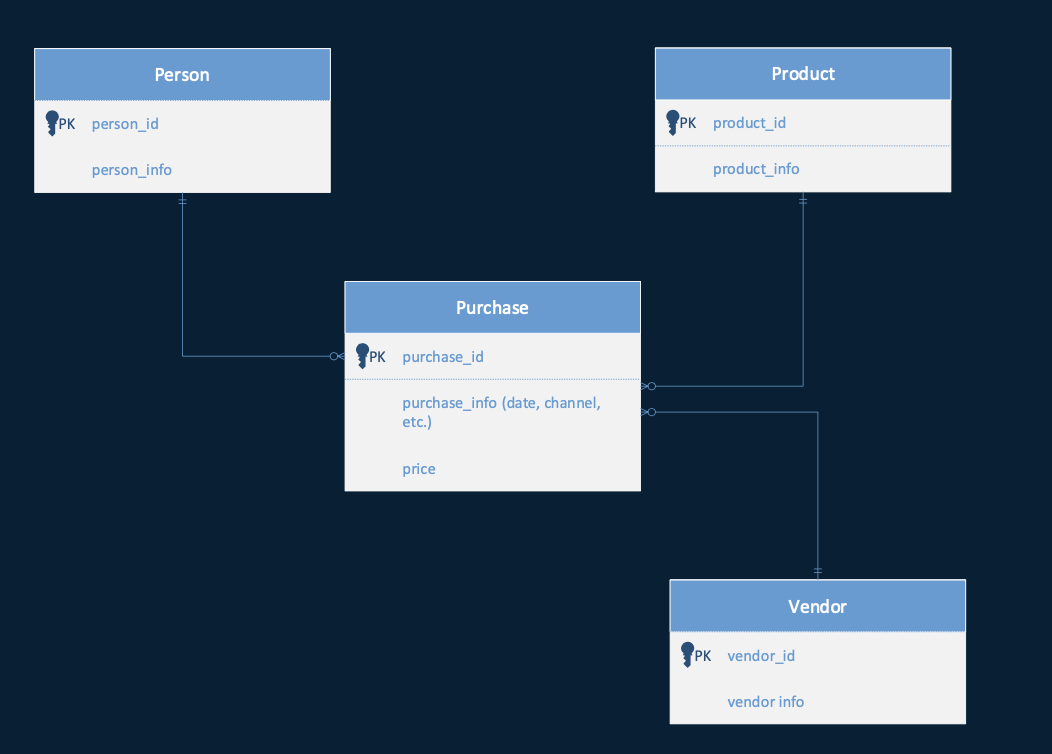 Person
PK person_id
person_info
Product
PK product_id
product_info
Purchase
PK purchase_id
purchase_info (date, channel,
etc.)
price
Vendor
PK vendor_id
vendor info